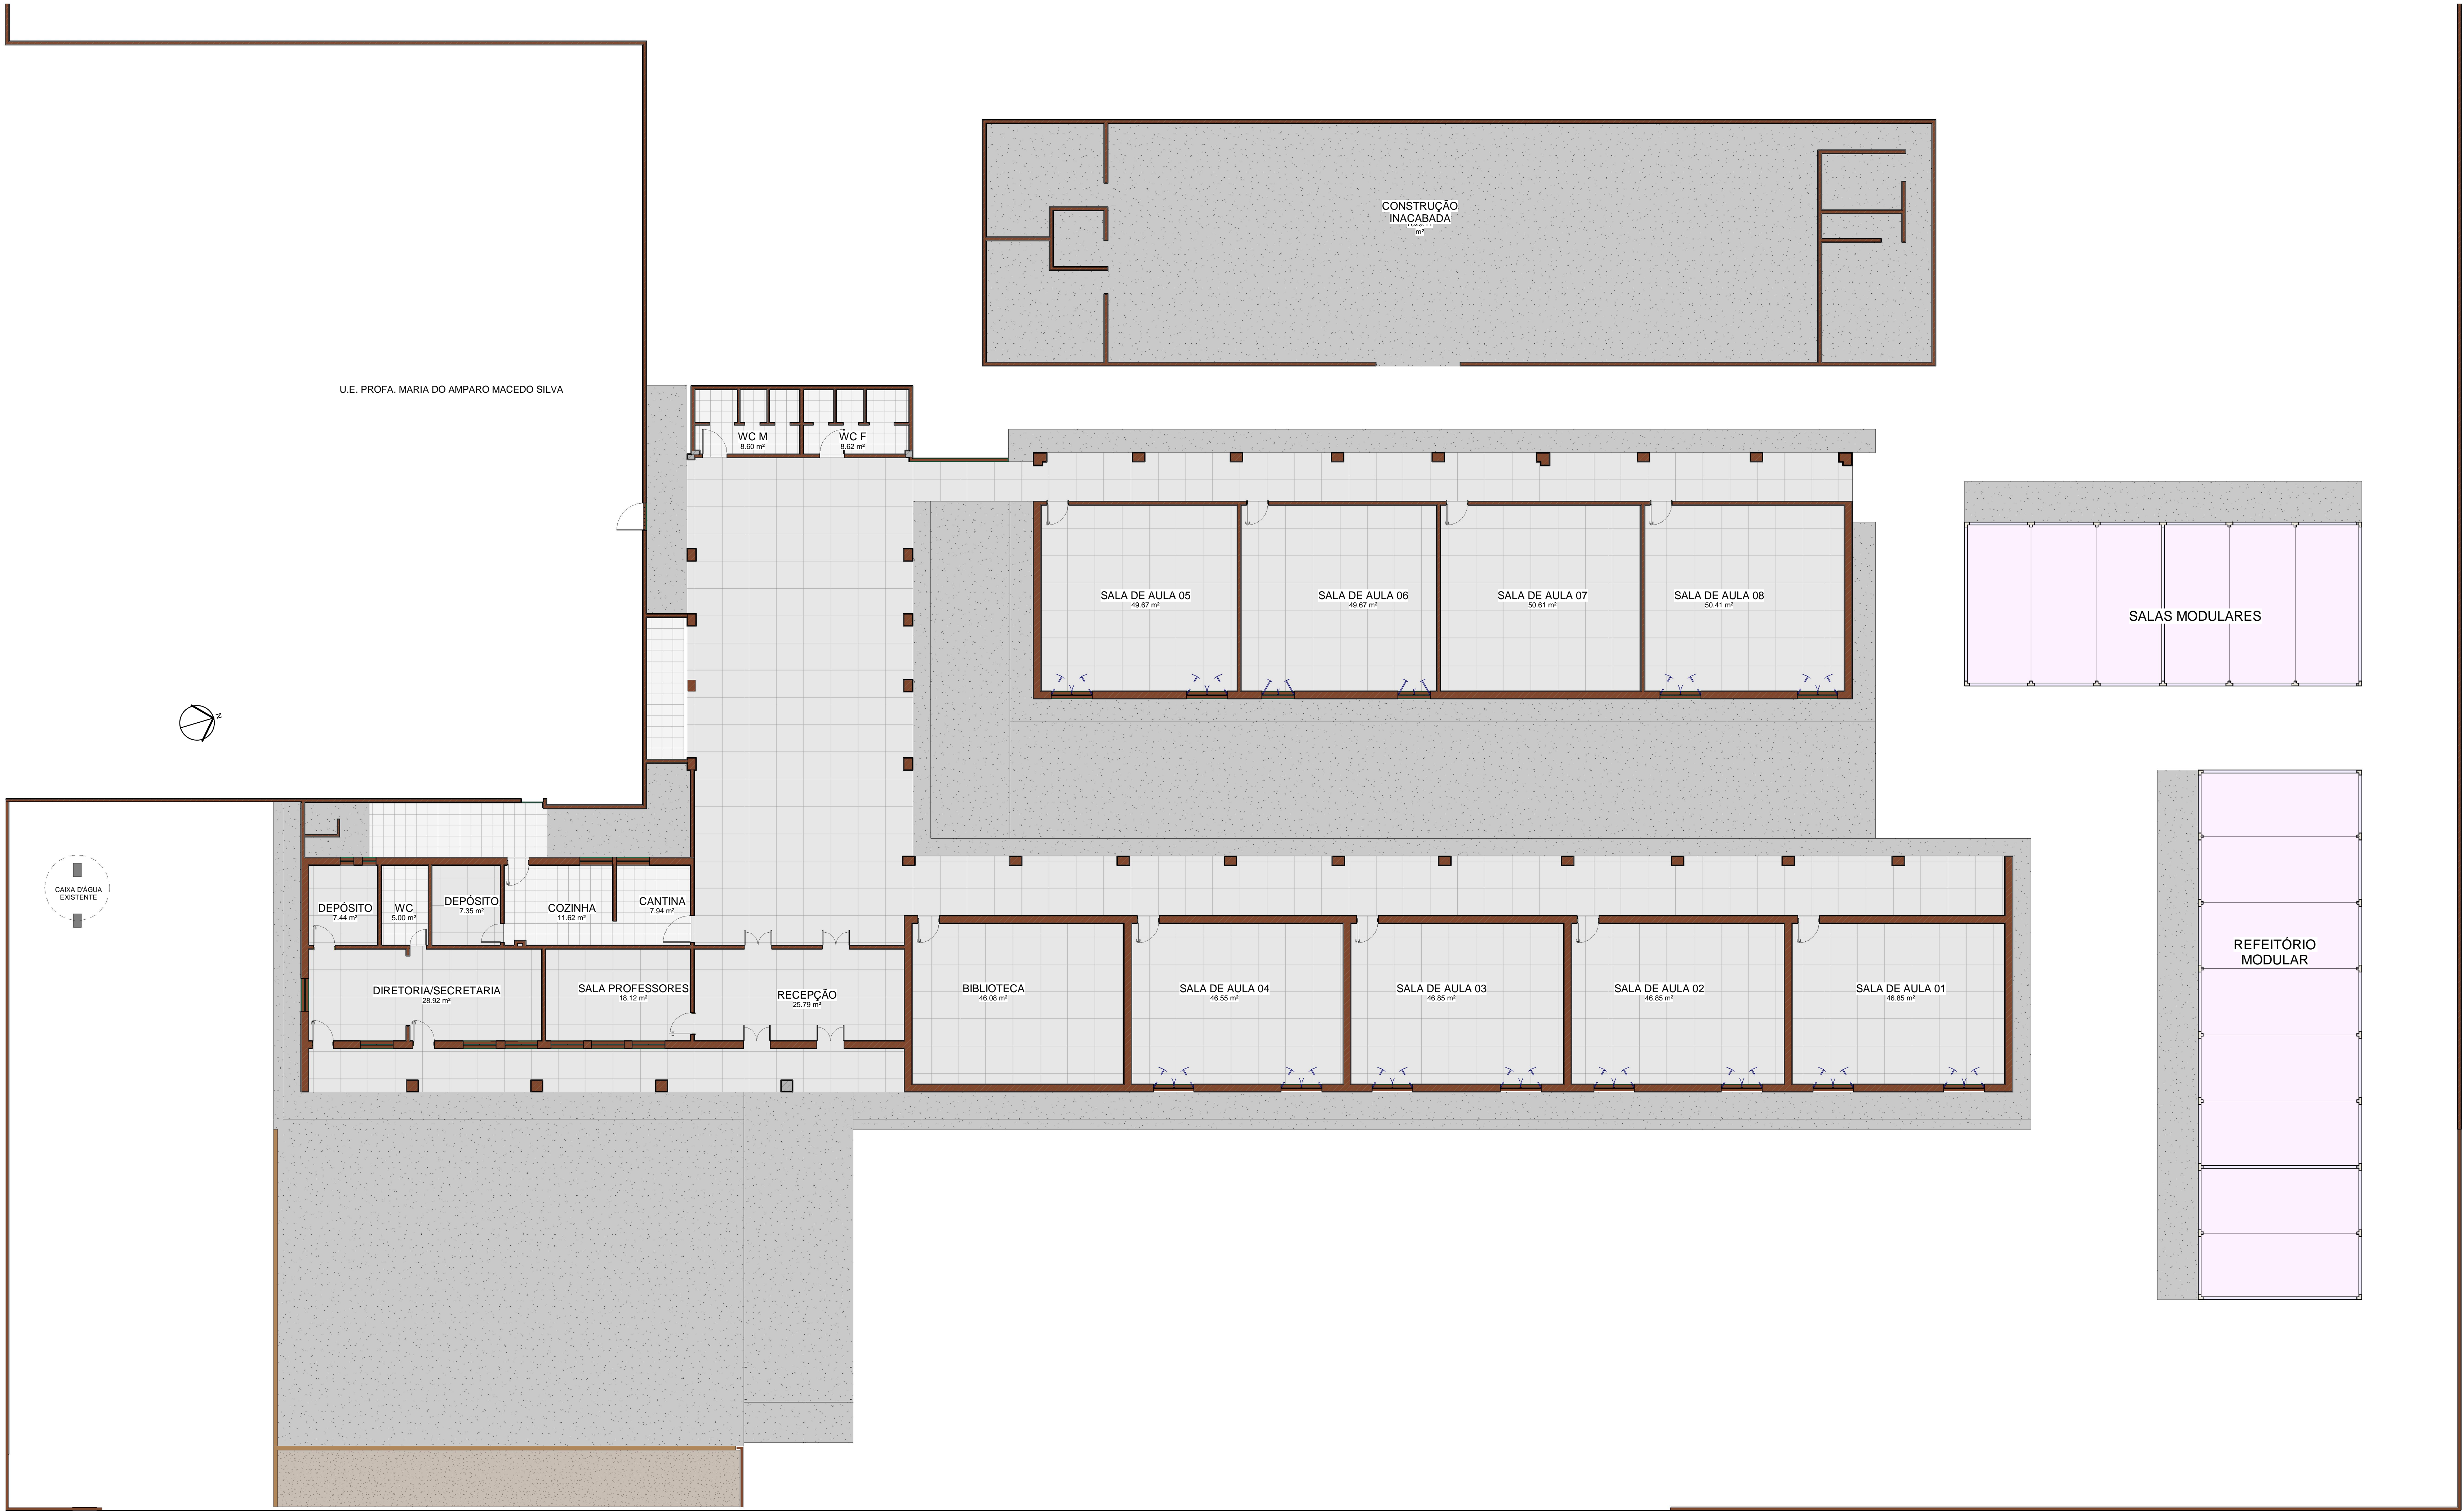 CONSTRUÇÃO
INACABADA
m²
U.E. PROFA. MARIA DO AMPARO MACEDO SILVA
WC M
8.60 m²
WC F
8.62 m²
SALA DE AULA 05
49.67 m²
SALA DE AULA 06
49.67 m²
SALA DE AULA 07
50.61 m²
SALA DE AULA 08
50.41 m²
SALAS MODULARES
N
CAIXA D'ÁGUA
EXISTENTE
DEPÓSITO
7.44 m²
WC
5.00 m²
DEPÓSITO
7.35 m²
COZINHA
11.62 m²
CANTINA
7.94 m²
REFEITÓRIO
MODULAR
DIRETORIA/SECRETARIA
28.92 m²
SALA PROFESSORES
18.12 m²
RECEPÇÃO
25.79 m²
BIBLIOTECA
46.08 m²
SALA DE AULA 04
46.55 m²
SALA DE AULA 03
46.85 m²
SALA DE AULA 02
46.85 m²
SALA DE AULA 01
46.85 m²